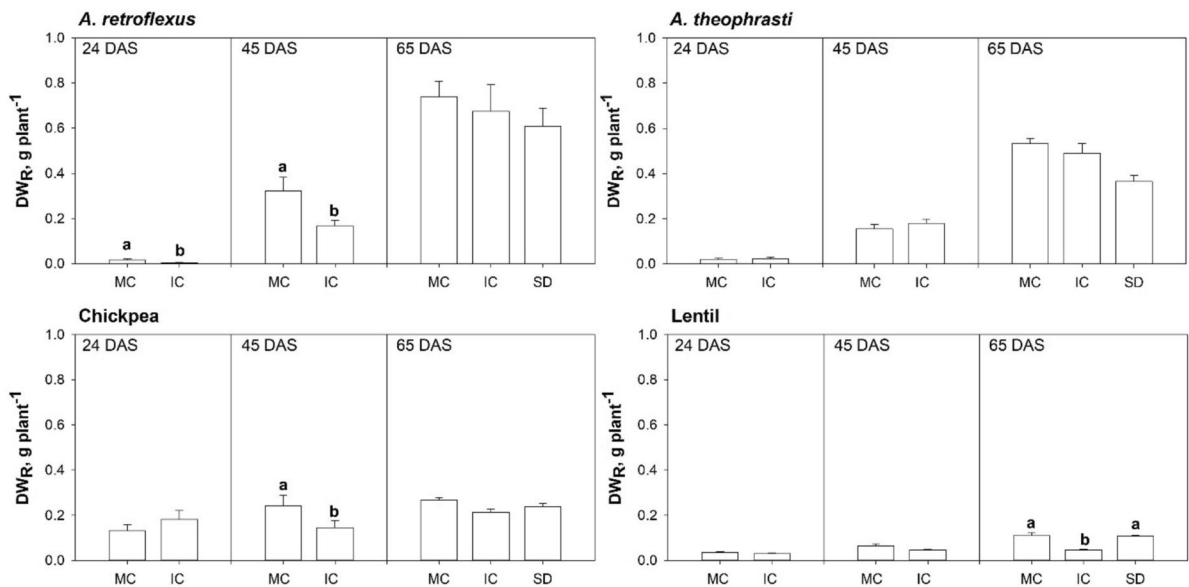 A. retroflexus
DW_R, g plant^-1
1.0
0.8
0.6
0.4
0.2
0.0
24 DAS
45 DAS
65 DAS
a
b
a
b
MC IC MC IC MC IC SD
A. theophrasti
DW_R, g plant^-1
1.0
0.8
0.6
0.4
0.2
0.0
24 DAS
45 DAS
65 DAS
MC IC MC IC MC IC SD
Chickpea
DW_R, g plant^-1
1.0
0.8
0.6
0.4
0.2
0.0
24 DAS
45 DAS
65 DAS
a
b
MC IC MC IC MC IC SD
Lentil
DW_R, g plant^-1
1.0
0.8
0.6
0.4
0.2
0.0
24 DAS
45 DAS
65 DAS
a
b
a
MC IC MC IC MC IC SD